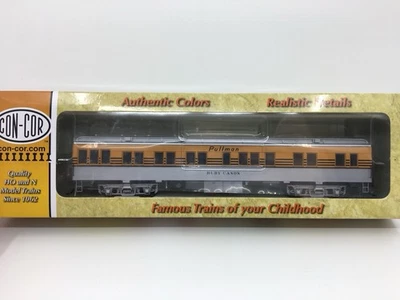 Authentic Colors
Realistic Details
CON-COR
con-cor.com
Quality
HO and N
Model Trains
Since 1962
Pullman
Famous Trains of your Childhood